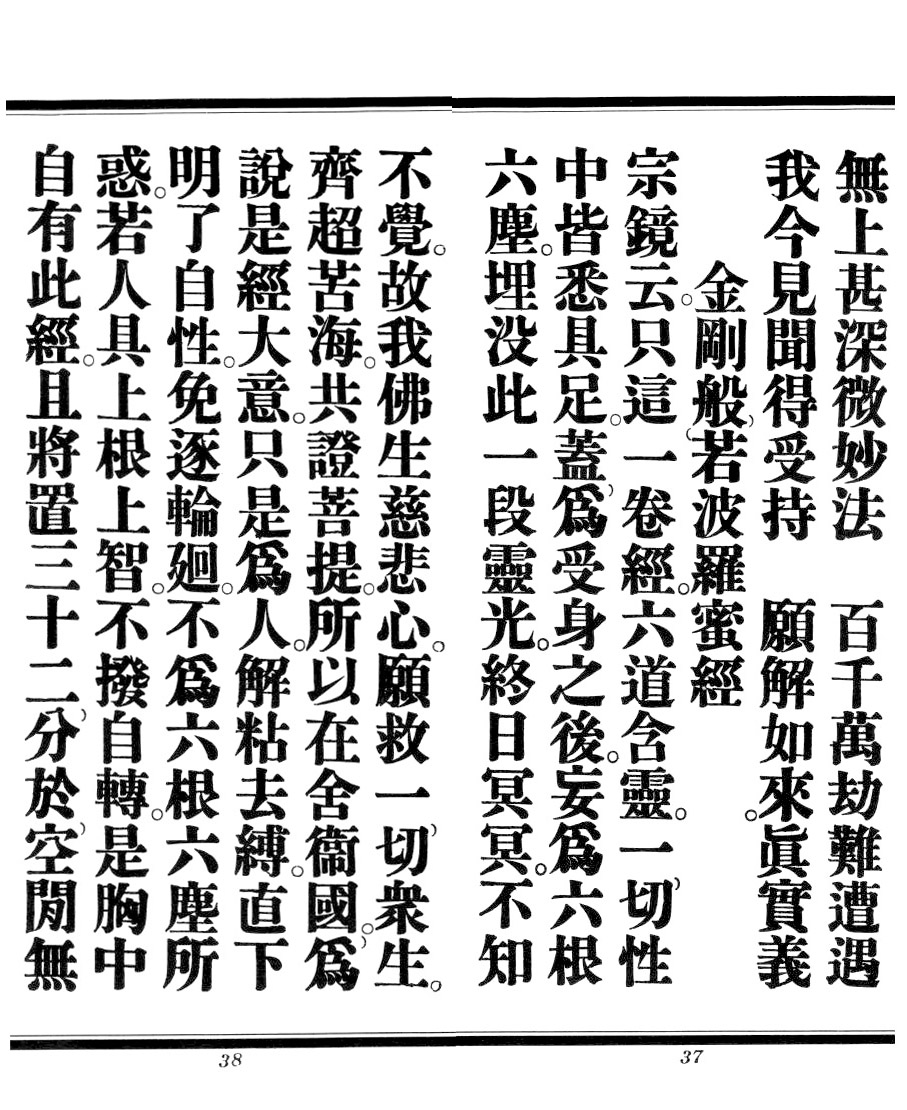 無上甚深微妙法　百千萬劫難遭遇
我今見聞得受持　願解如來眞實義
金剛般若波羅蜜經
宗鏡云。只這一卷經。六道含靈。一切性
中皆悉具足。蓋爲受身之後。妄爲六根
六塵。埋没此一段靈光。終日冥冥。不知
37
不覺。故我佛生慈悲心。願救一切衆生。
齊超苦海。共證菩提。所以在舍衞國。爲
說是經大意。只是爲人。解粘去縛。直下
明了自性。免逐輪廻。不爲六根六塵所
惑。若人具上根上智。不撥自轉。是胸中
自有此經。且將置三十二分於空閒無
38